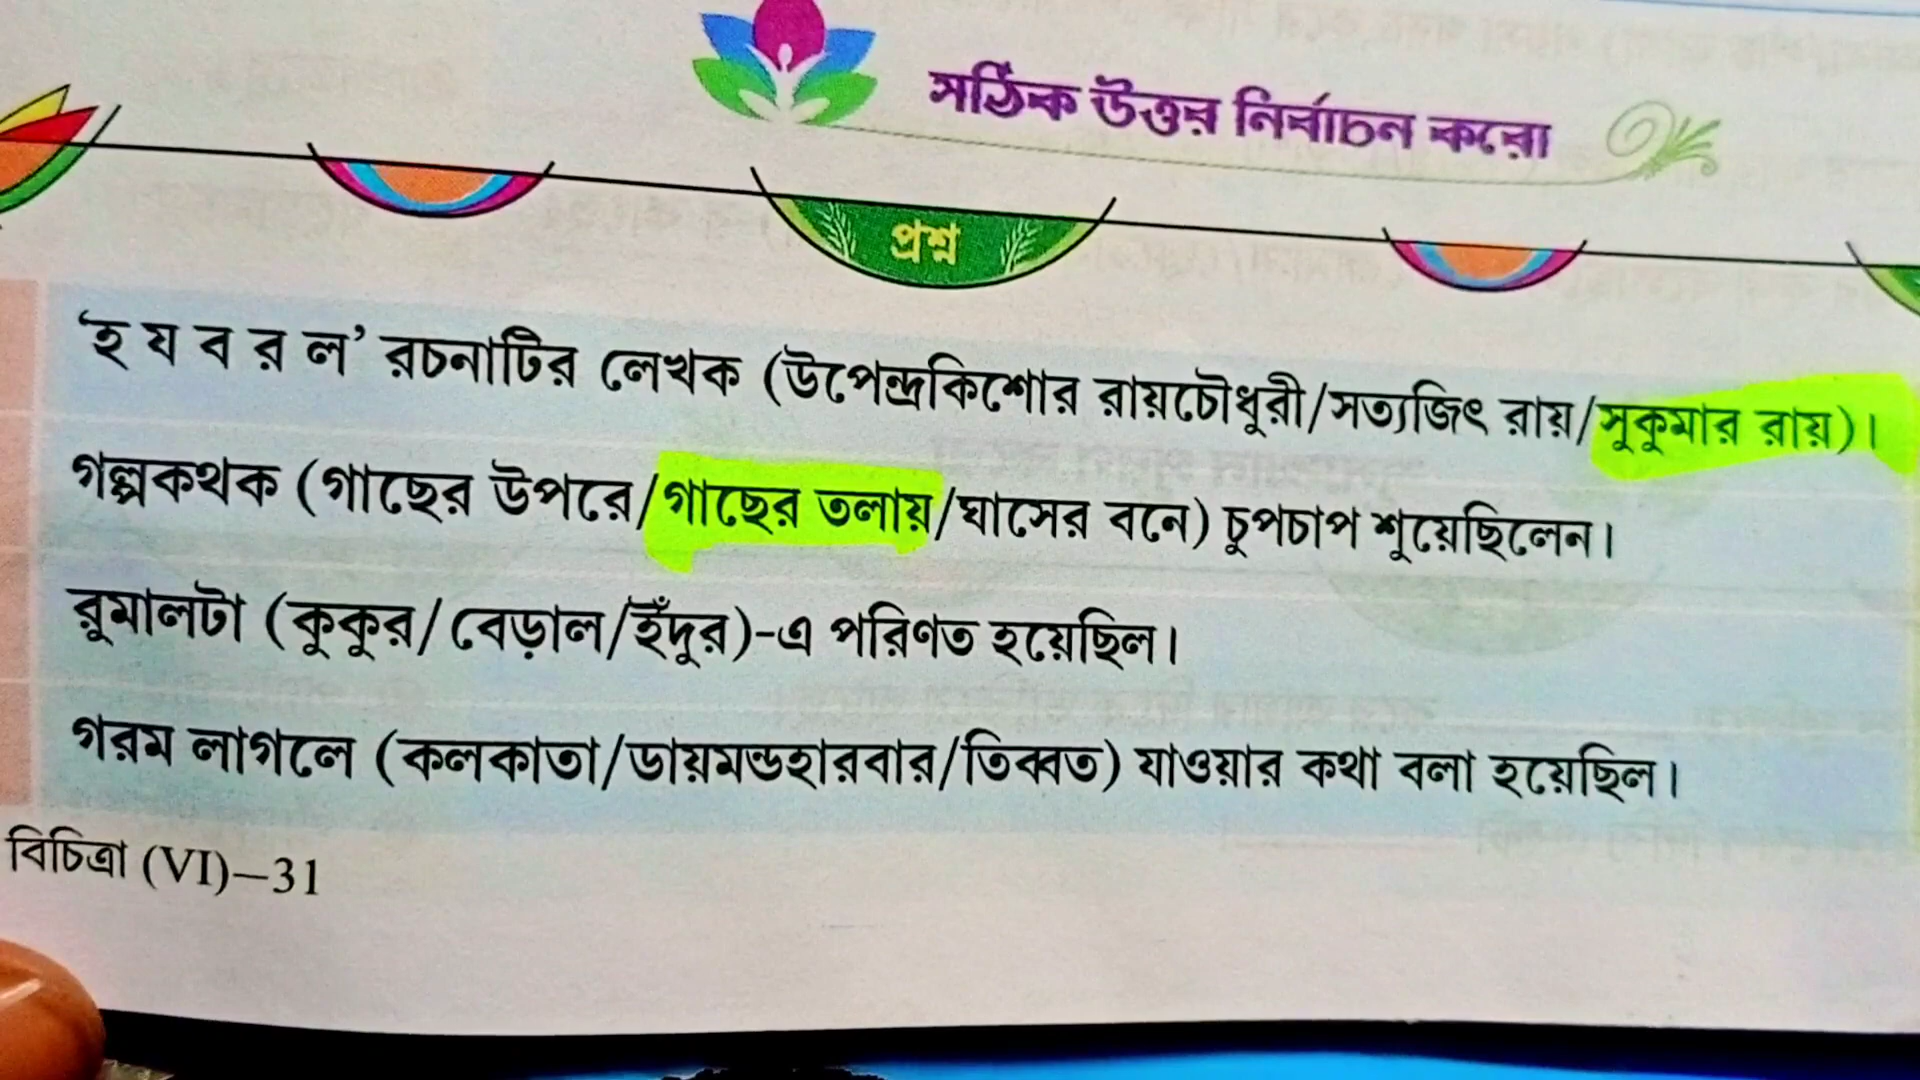 সঠিক উত্তর নির্বাচন করো
প্রশ্ন
‘হ য ব র ল’ রচনাটির লেখক (উপেন্দ্রকিশোর রায়চৌধুরী/সত্যজিৎ রায়/সুকুমার রায়)।
গল্পকথক (গাছের উপরে/গাছের তলায়/ঘাসের বনে) চুপচাপ শুয়েছিলেন।
রুমালটা (কুকুর/বেড়াল/ইঁদুর)-এ পরিণত হয়েছিল।
গরম লাগলে (কলকাতা/ডায়মন্ডহারবার/তিব্বত) যাওয়ার কথা বলা হয়েছিল।
বিচিত্রা (VI)—31